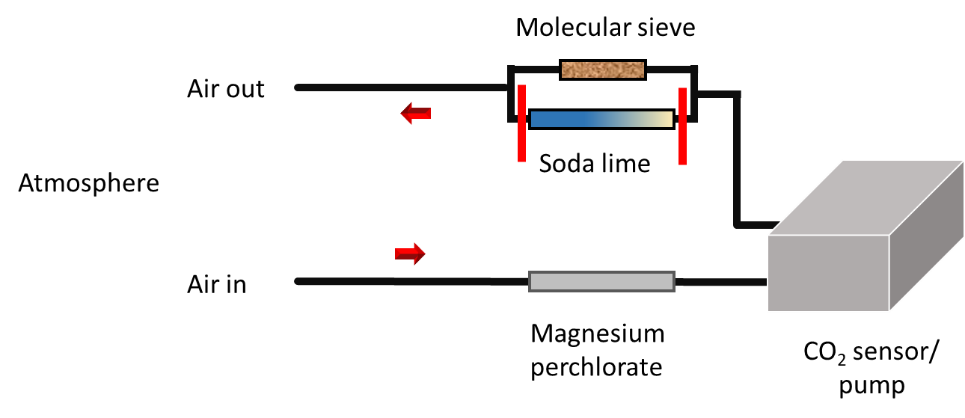 Molecular sieve
Air out
Soda lime
Atmosphere
Air in
Magnesium
perchlorate
CO₂ sensor/
pump